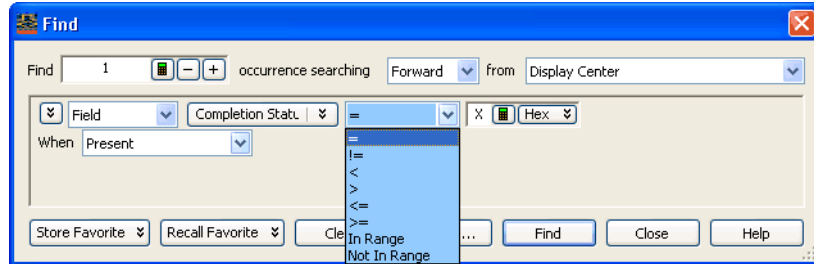 Find
Find 1 − + occurrence searching Forward from Display Center
Field Completion Statu = X Hex
When Present
=
!=
<
>
<=
>=
In Range
Not In Range
Store Favorite Recall Favorite Cle ... Find Close Help